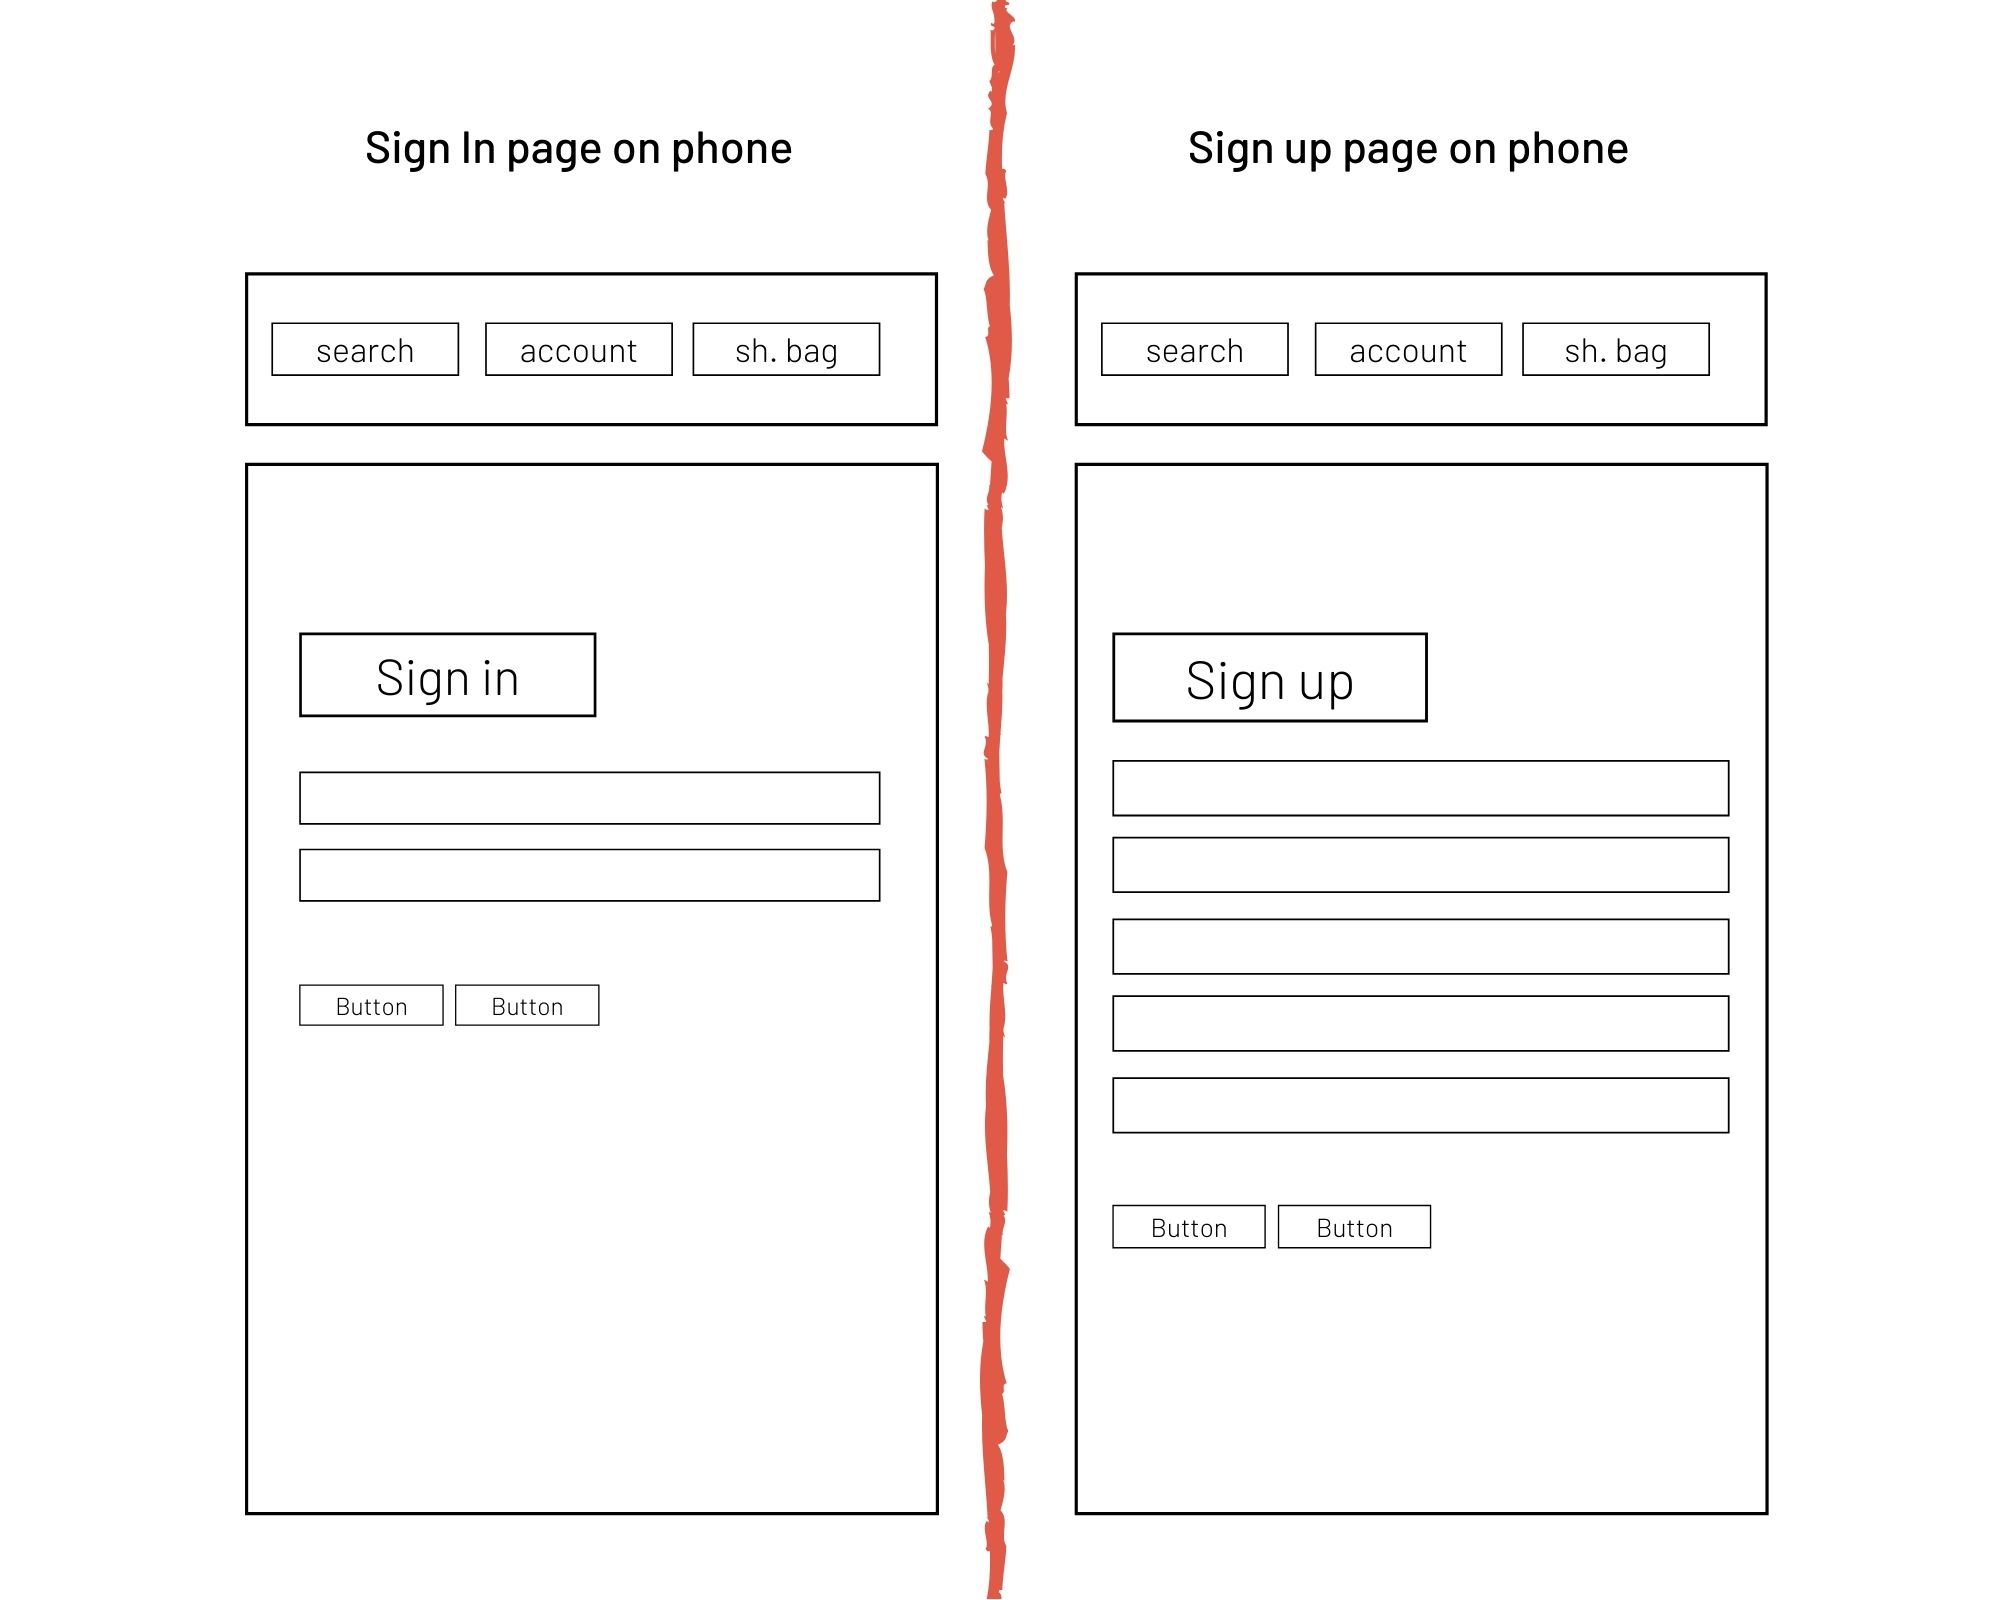 Sign In page on phone
search
account
sh. bag
Sign in
Button
Button
Sign up page on phone
search
account
sh. bag
Sign up
Button
Button